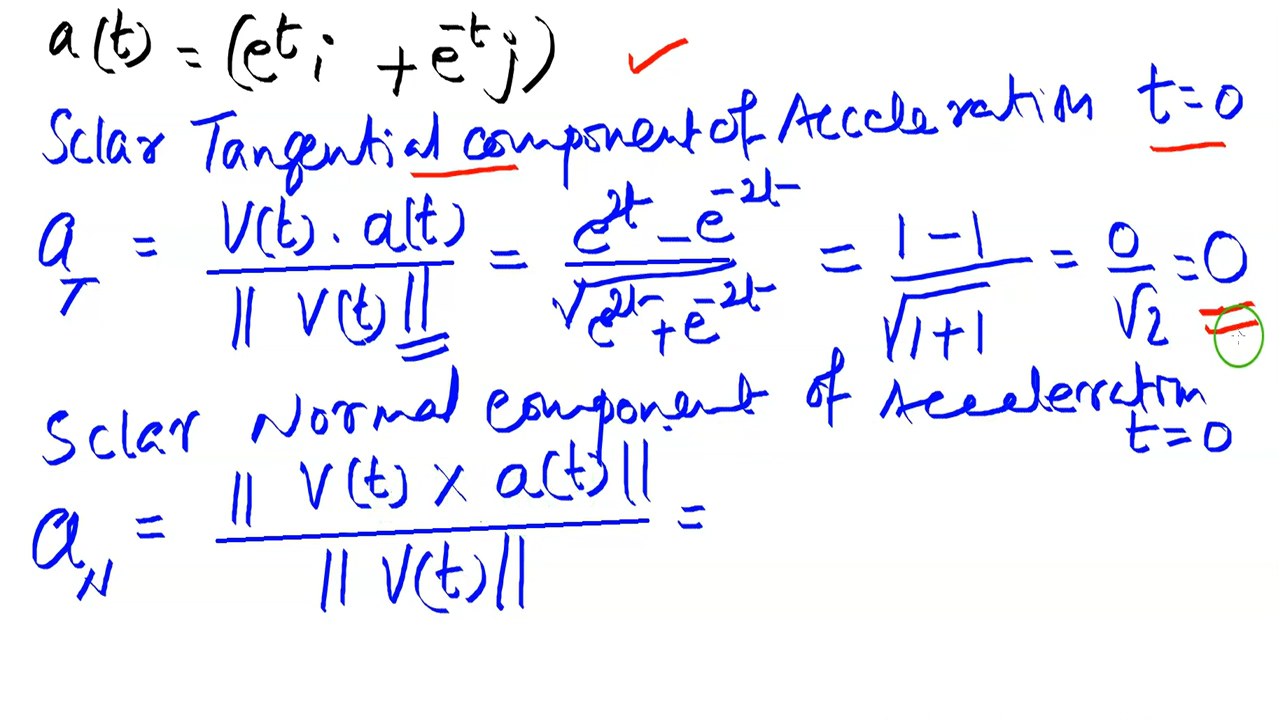 a(t) = (e^t i + e^-t j) ✓
Sclar Tangential component of Acceleration t=0
a_T = V(t) . a(t) / || V(t) || = e^2t - e^-2t / √e^2t + e^-2t = 1-1 / √1+1 = 0 / √2 = 0
Sclar Normal component of Acceleration
t=0
a_N = || V(t) × a(t) || / || V(t) || =